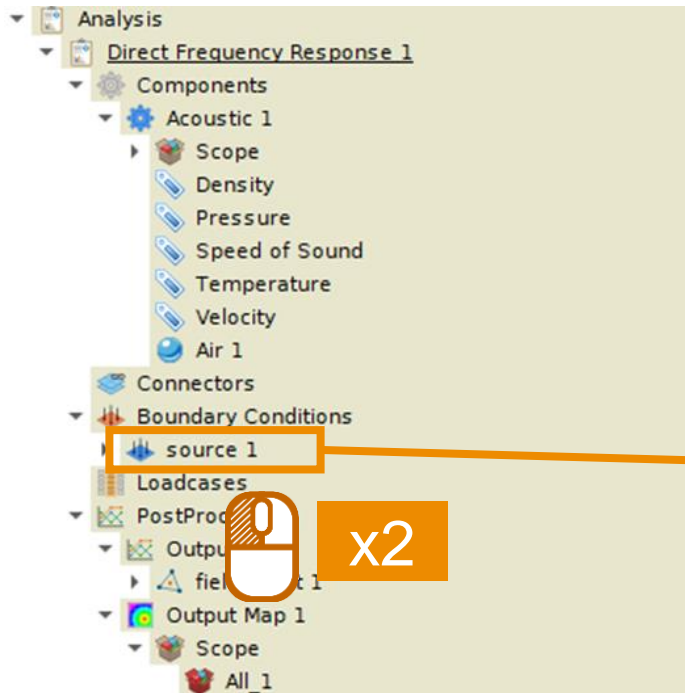 Analysis
Direct Frequency Response 1
Components
Acoustic 1
Scope
Density
Pressure
Speed of Sound
Temperature
Velocity
Air 1
Connectors
Boundary Conditions
source 1
Loadcases
x2
1
Output Map 1
Scope
All_1